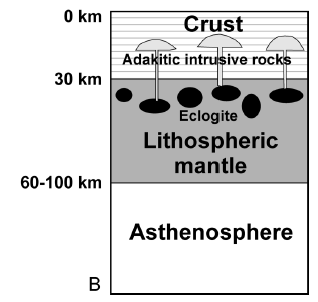 0 km
Crust
Adakitic intrusive rocks
30 km
Eclogite
Lithospheric
mantle
60-100 km
Asthenosphere
B